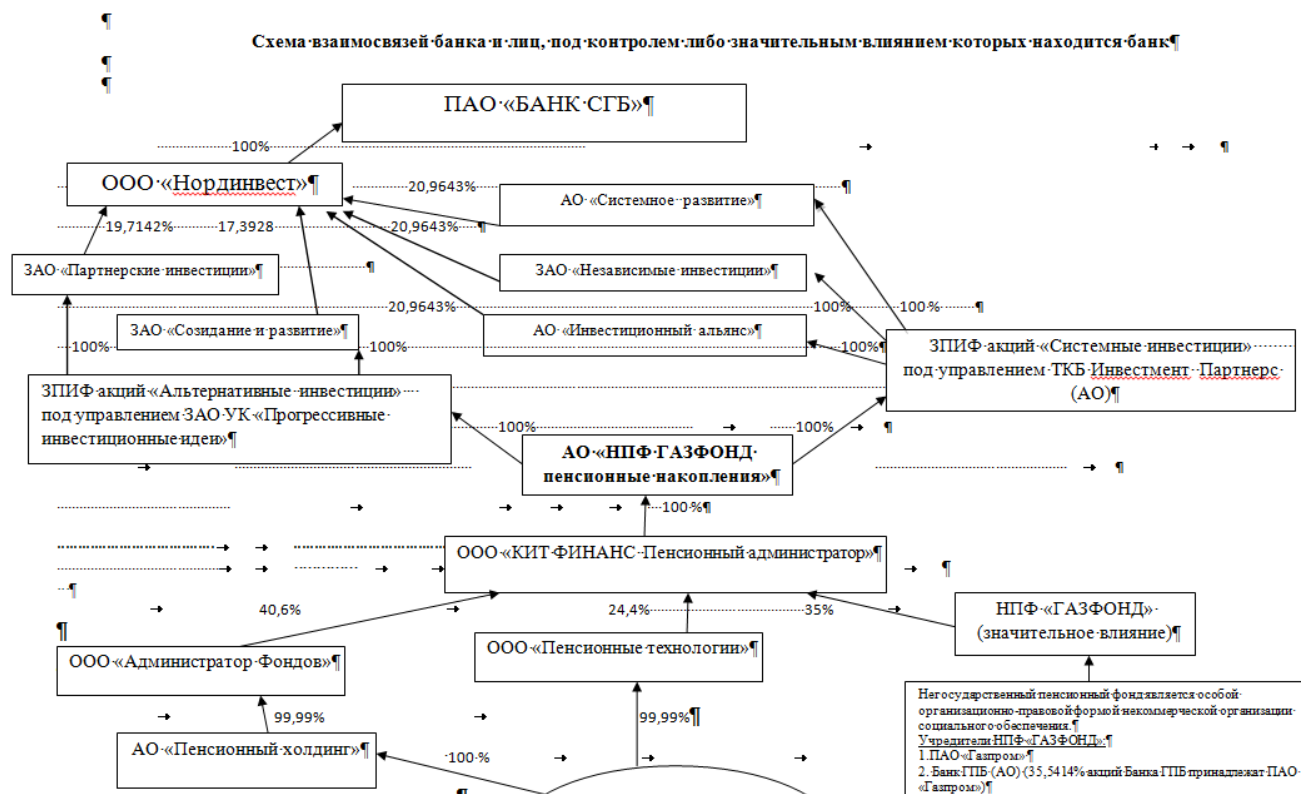 Схема взаимосвязей банка и лиц, под контролем либо значительным влиянием которых находится банк¶
ПАО «БАНК СГБ»¶
100%
ООО «Нординвест»¶
20,9643%
АО «Системное развитие»¶
19,7142% 17,3928 20,9643%
ЗАО «Партнерские инвестиции»¶
ЗАО «Независимые инвестиции»¶
20,9643% 100% 100 %
ЗАО «Созидание и развитие»¶
АО «Инвестиционный альянс»¶
100% 100% 100%
ЗПИФ акций «Системные инвестиции»
под управлением ТКБ Инвестмент Партнерс
(АО)¶
ЗПИФ акций «Альтернативные инвестиции»
под управлением ЗАО УК «Прогрессивные
инвестиционные идеи»¶
100% 100%
АО «НПФ ГАЗФОНД
пенсионные накопления»¶
100 %
ООО «КИТ ФИНАНС Пенсионный администратор»¶
40,6% 24,4% 35%
НПФ «ГАЗФОНД»
(значительное влияние)¶
ООО «Администратор Фондов»¶
ООО «Пенсионные технологии»¶
99,99% 99,99%¶
АО «Пенсионный холдинг»¶
100 %
Негосударственный пенсионный фонд является особой
организационно-правовой формой некоммерческой организации
социального обеспечения.¶
Учредители НПФ «ГАЗФОНД»:¶
1.ПАО «Газпром»¶
2. Банк ГПБ (АО) (35,5414% акций Банка ГПБ принадлежат ПАО
«Газпром»)¶